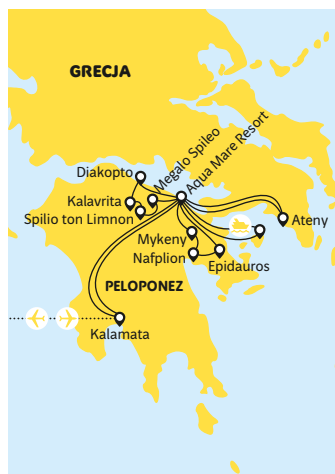 GRECJA
Megalo Spileo
Aqua Mare Resort
Diakopto
Kalavrita
Spilio ton Limnon
Ateny
Mykeny
Nafplion
Epidauros
PELOPONEZ
Kalamata